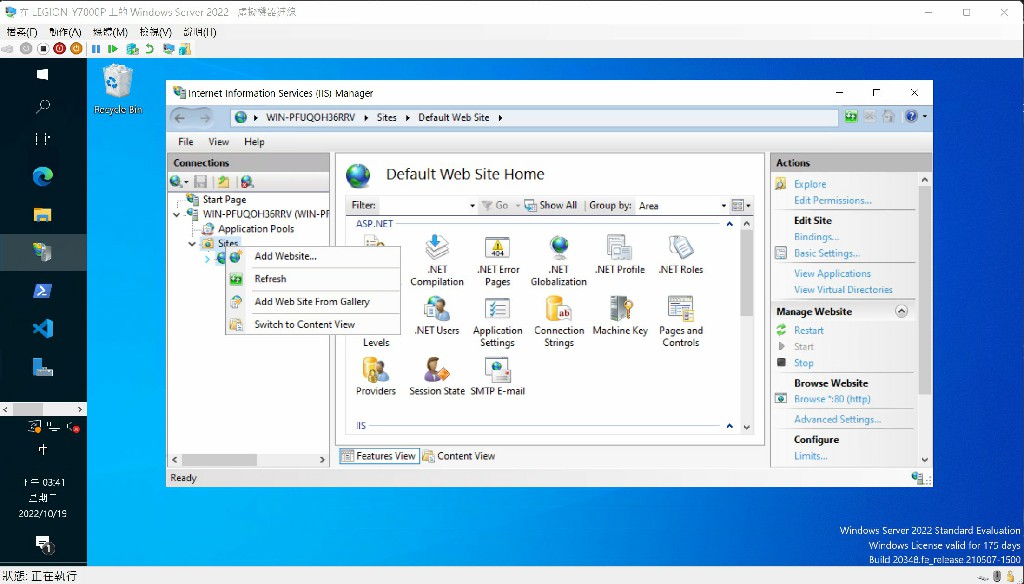 在 LEGION-Y7000P 上的 Windows Server 2022 - 虛擬機器連線
檔案(F) 動作(A) 媒體(M) 檢視(V) 說明(H)
Recycle Bin
Internet Information Services (IIS) Manager
WIN-PFUQOH36RRV Sites Default Web Site
File View Help
Connections
Start Page
WIN-PFUQOH36RRV (WIN-PF
Application Pools
Sites
Add Website...
Refresh
Add Web Site From Gallery
Switch to Content View
Default Web Site Home
Filter: Go Show All Group by: Area
ASP.NET
.NET Compilation
.NET Error Pages
.NET Globalization
.NET Profile
.NET Roles
Levels
.NET Users
Application Settings
Connection Strings
Machine Key
Pages and Controls
Providers
Session State
SMTP E-mail
IIS
Features View Content View
Actions
Explore
Edit Permissions...
Edit Site
Bindings...
Basic Settings...
View Applications
View Virtual Directories
Manage Website
Restart
Start
Stop
Browse Website
Browse *:80 (http)
Advanced Settings...
Configure
Limits...
Ready
中
下午 03:41
2022/10/19
1
Windows Server 2022 Standard Evaluation
Windows License valid for 175 days
Build 20348.fe_release.210507-1500
狀態: 正在執行